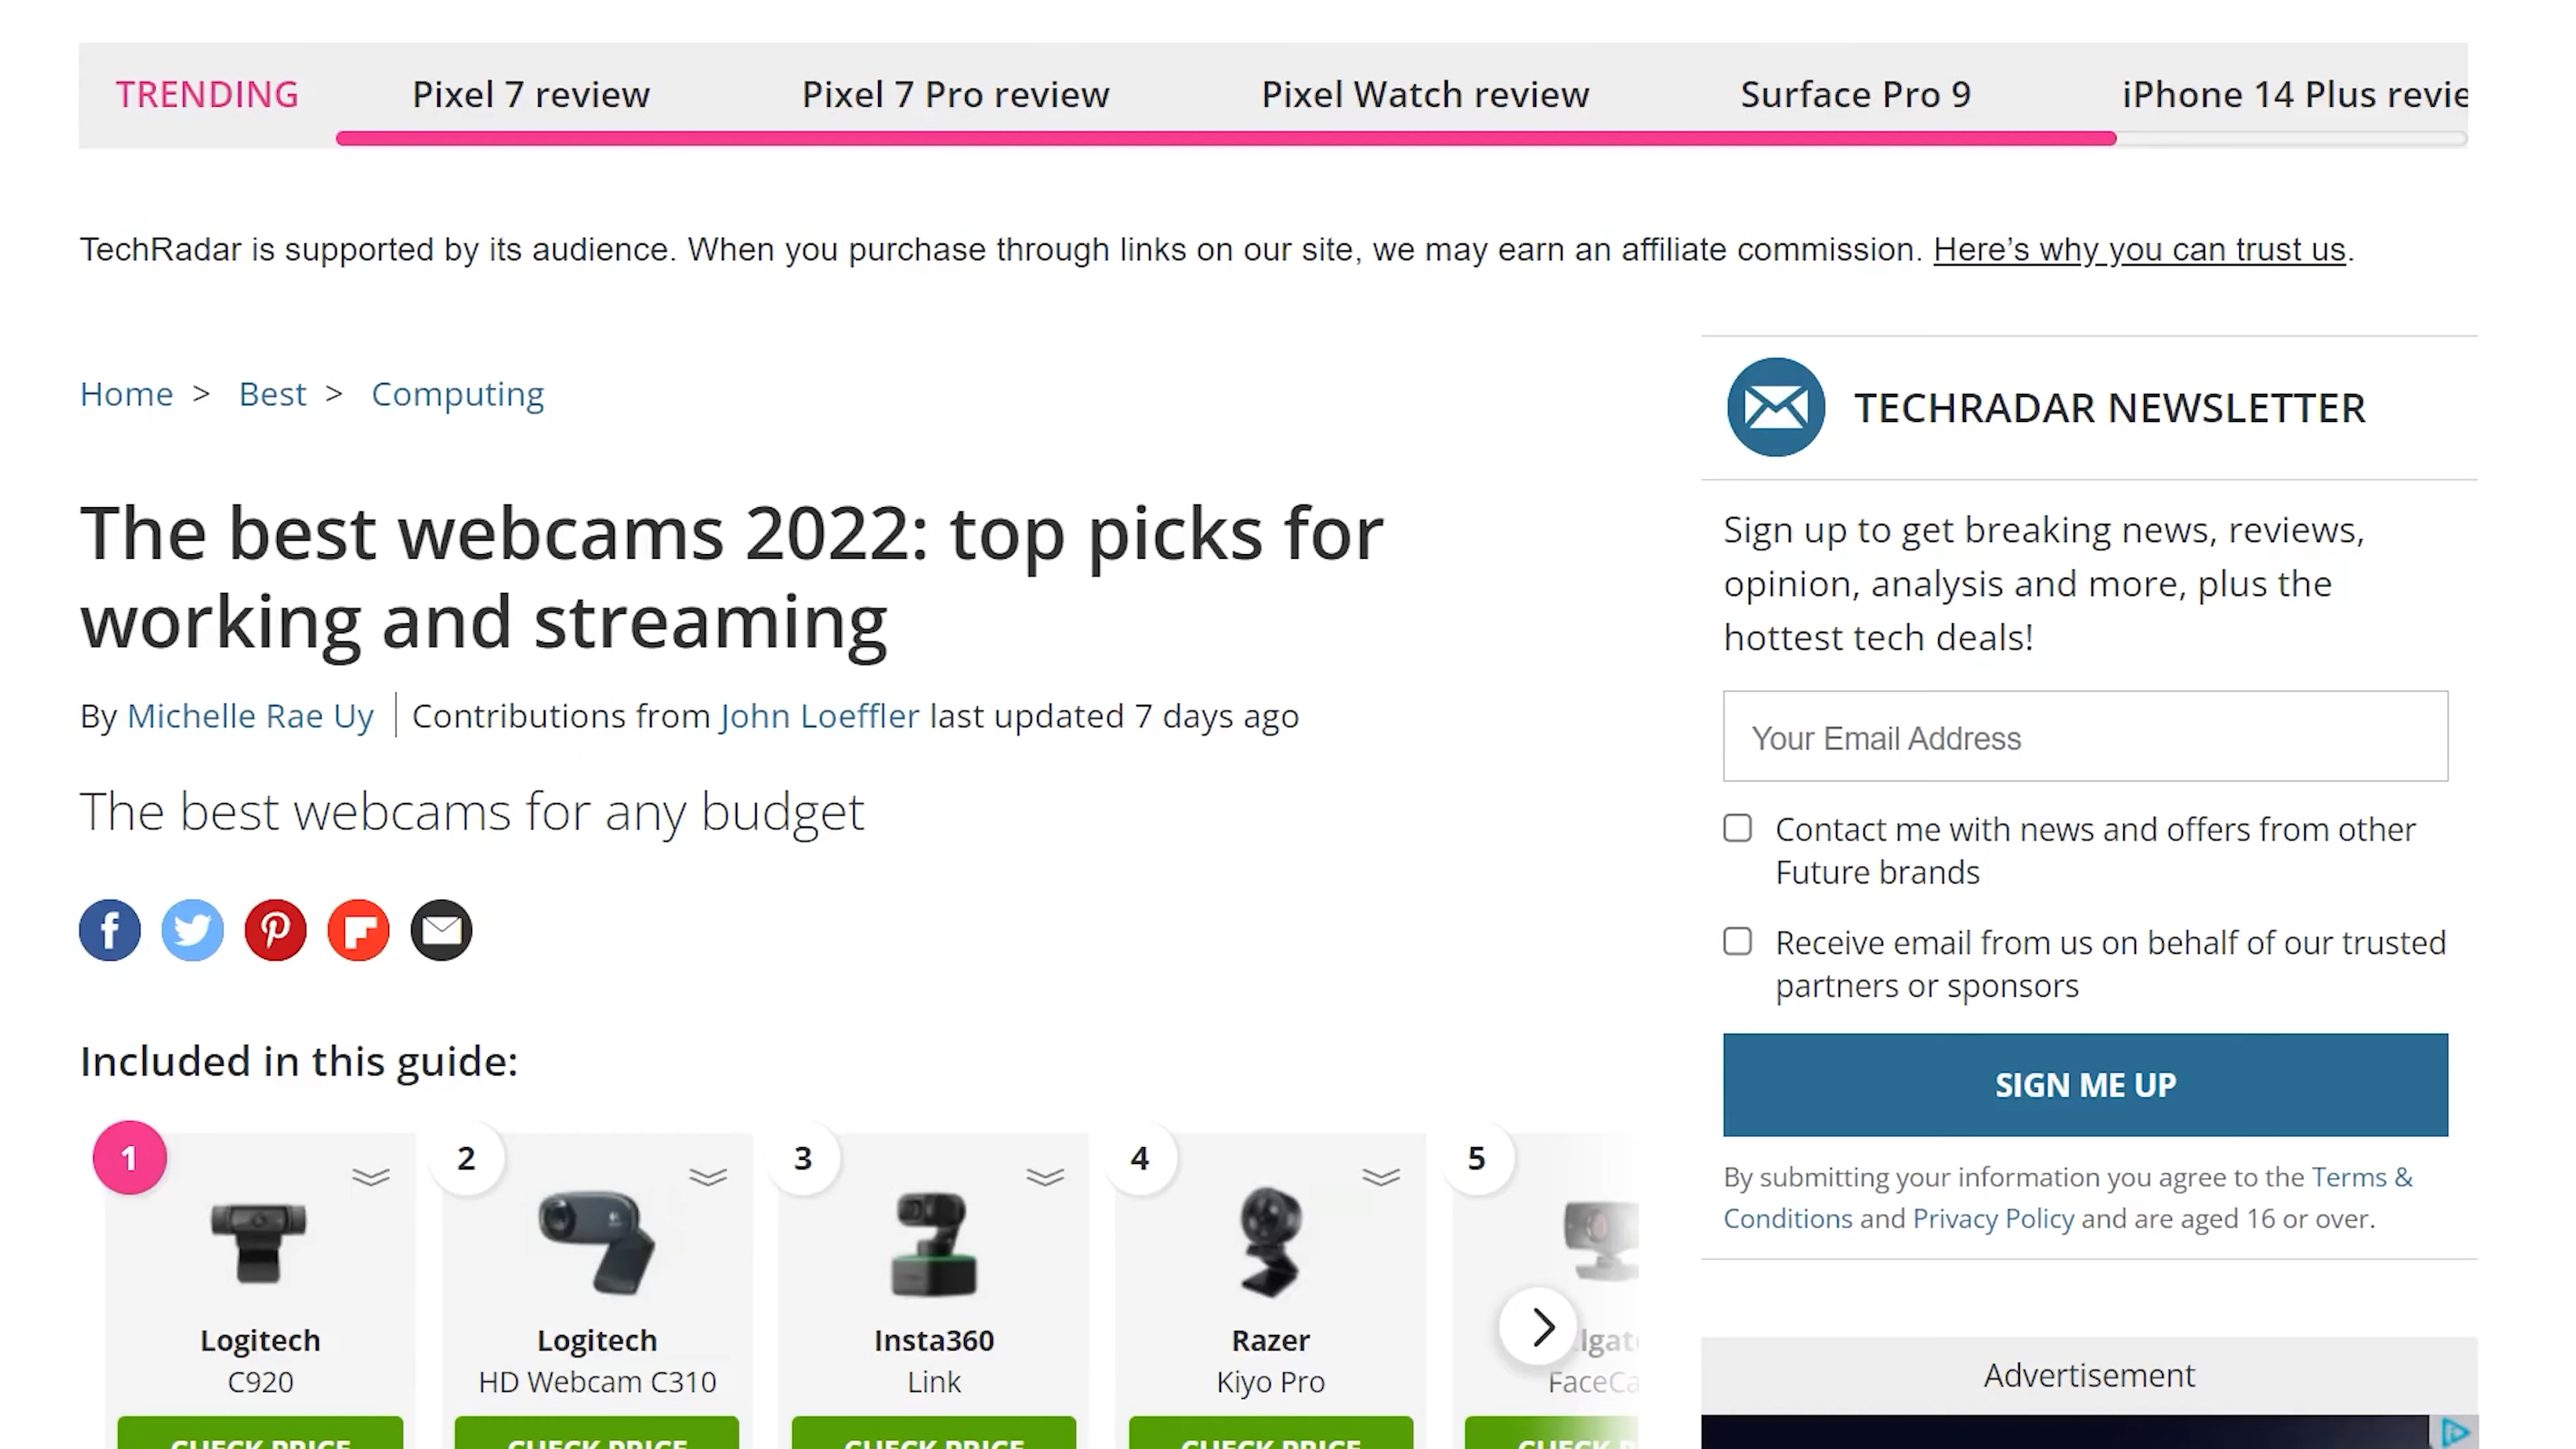 TRENDING Pixel 7 review Pixel 7 Pro review Pixel Watch review Surface Pro 9 iPhone 14 Plus revie
TechRadar is supported by its audience. When you purchase through links on our site, we may earn an affiliate commission. Here’s why you can trust us.
Home > Best > Computing
The best webcams 2022: top picks for
working and streaming
By Michelle Rae Uy | Contributions from John Loeffler last updated 7 days ago
The best webcams for any budget
Included in this guide:
1 2 3 4 5
Logitech Logitech Insta360 Razer lgat
C920 HD Webcam C310 Link Kiyo Pro FaceCa
CHECK PRICE CHECK PRICE CHECK PRICE CHECK PRICE CHECK P
TECHRADAR NEWSLETTER
Sign up to get breaking news, reviews,
opinion, analysis and more, plus the
hottest tech deals!
Your Email Address
Contact me with news and offers from other
Future brands
Receive email from us on behalf of our trusted
partners or sponsors
SIGN ME UP
By submitting your information you agree to the Terms &
Conditions and Privacy Policy and are aged 16 or over.
Advertisement